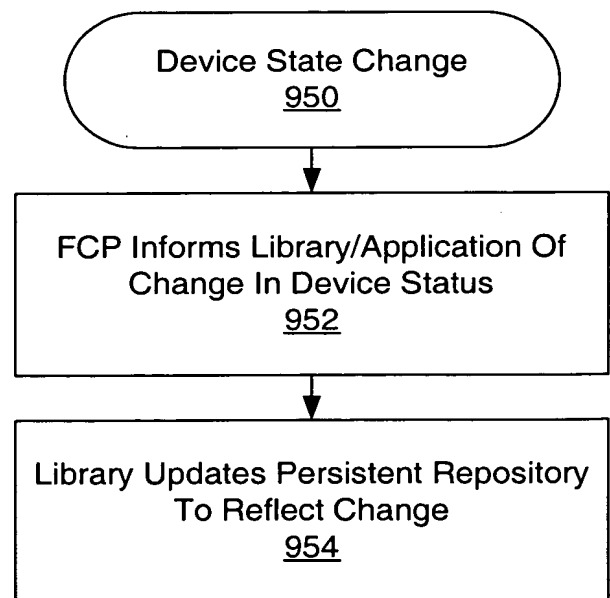 Device State Change
950
FCP Informs Library/Application Of
Change In Device Status
952
Library Updates Persistent Repository
To Reflect Change
954